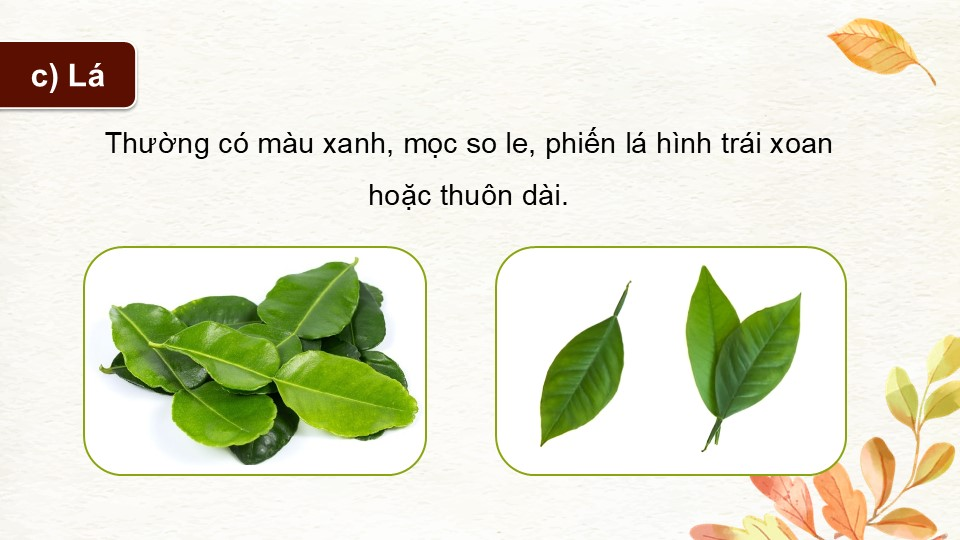 c) Lá
Thường có màu xanh, mọc so le, phiến lá hình trái xoan
hoặc thuôn dài.